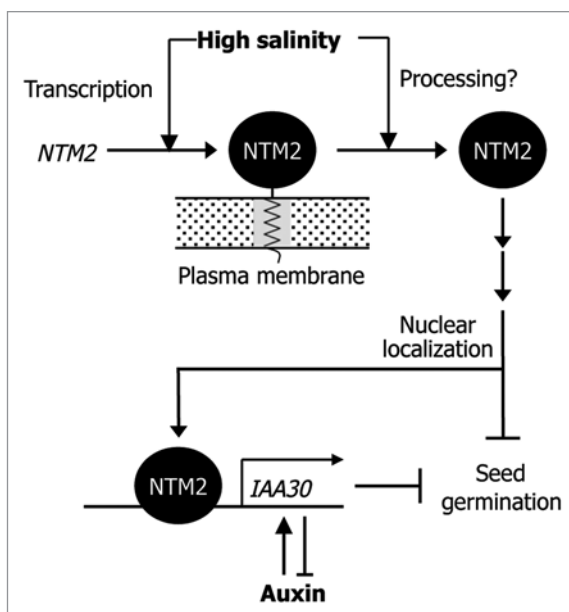 High salinity
Transcription
Processing?
NTM2
NTM2
NTM2
Plasma membrane
Nuclear
localization
NTM2
IAA30
Seed
germination
Auxin